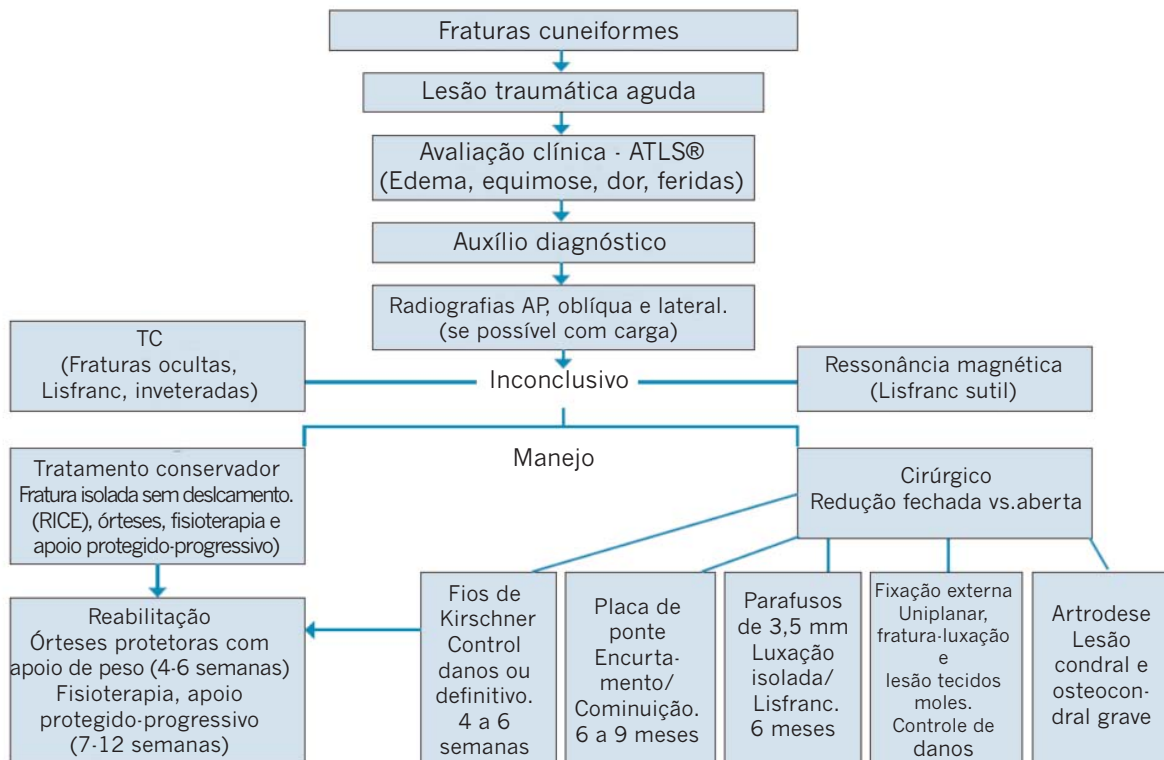 Fraturas cuneiformes
Lesão traumática aguda
Avaliação clínica - ATLS®
(Edema, equimose, dor, feridas)
Auxílio diagnóstico
Radiografias AP, oblíqua e lateral.
(se possível com carga)
TC
(Fraturas ocultas,
Lisfranc, inveteradas)
Inconclusivo
Ressonância magnética
(Lisfranc sutil)
Manejo
Tratamento conservador
Fratura isolada sem deslcamento.
(RICE), órteses, fisioterapia e
apoio protegido-progressivo)
Cirúrgico
Redução fechada vs.aberta
Reabilitação
Órteses protetoras com
apoio de peso (4-6 semanas)
Fisioterapia, apoio
protegido-progressivo
(7-12 semanas)
Fios de
Kirschner
Control
danos ou
definitivo.
4 a 6
semanas
Placa de
ponte
Encurta-
mento/
Cominuição.
6 a 9 meses
Parafusos
de 3,5 mm
Luxação
isolada/
Lisfranc.
6 meses
Fixação externa
Uniplanar,
fratura-luxação
e
lesão tecidos
moles.
Controle de
danos
Artrodese
Lesão
condral e
osteocon-
dral grave